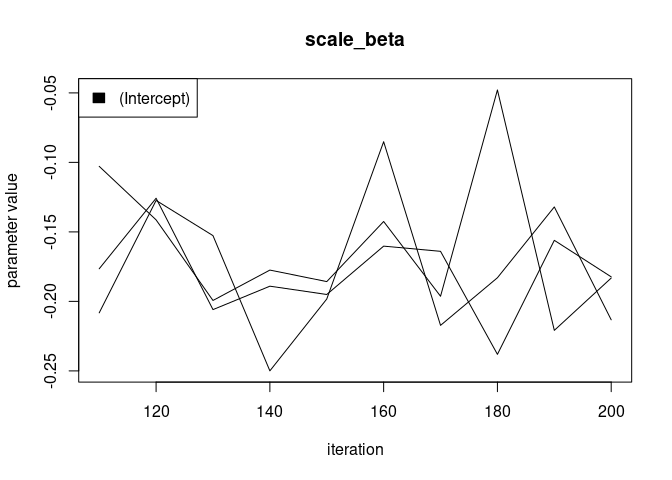 scale_beta
(Intercept)
parameter value
-0.05
-0.10
-0.15
-0.20
-0.25
120 140 160 180 200
iteration